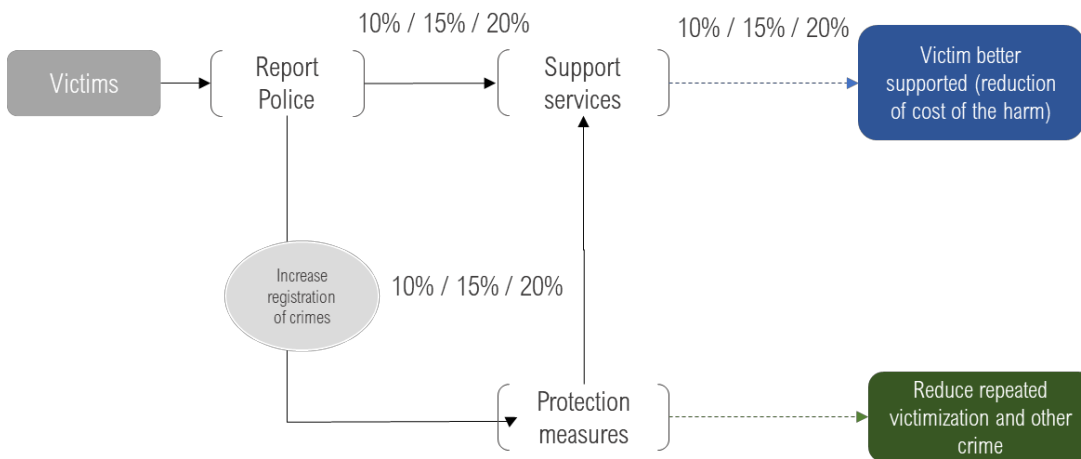 10% / 15% / 20%
10% / 15% / 20%
Victims
Report
Police
Support
services
Victim better
supported (reduction
of cost of the harm)
Increase
registration
of crimes
10% / 15% / 20%
Protection
measures
Reduce repeated
victimization and other
crime